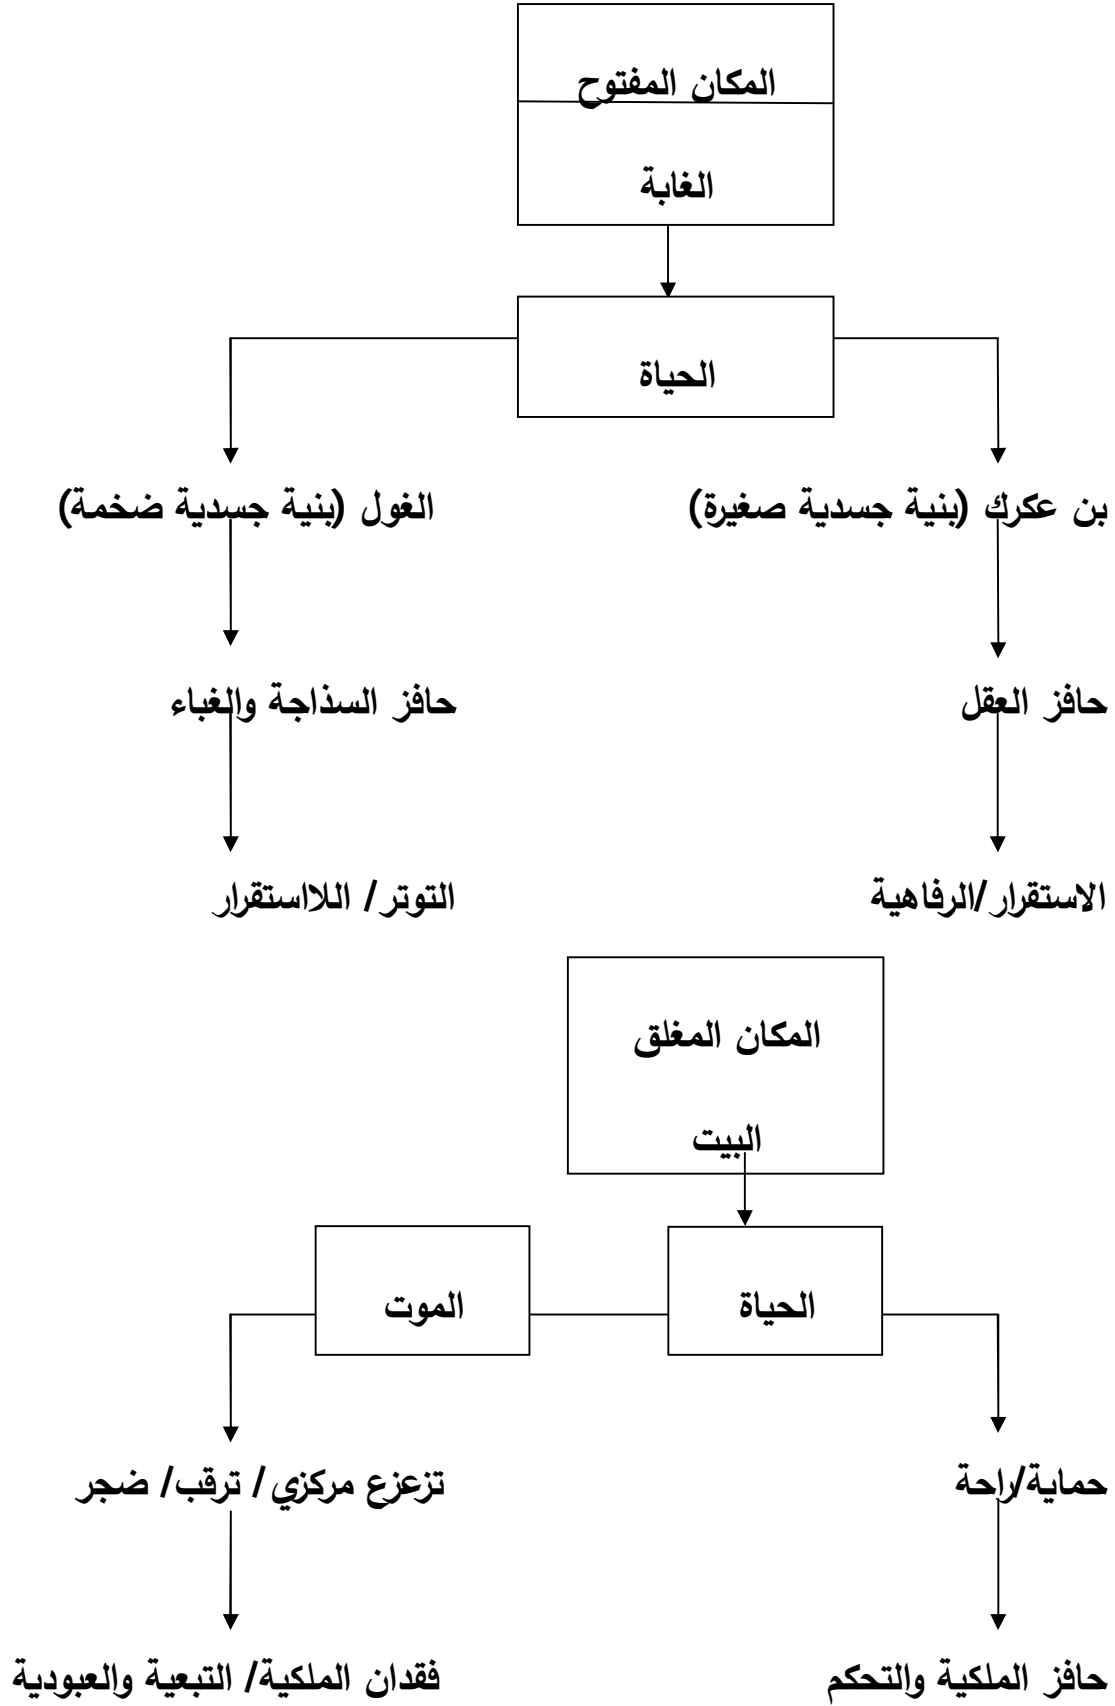 المكان المفتوح
الغابة
الحياة
بن عكرك (بنية جسدية صغيرة)
الغول (بنية جسدية ضخمة)
حافز العقل
حافز السذاجة والغباء
الاستقرار/الرفاهية
التوتر/ اللااستقرار
المكان المغلق
البيت
الحياة
الموت
حماية/راحة
تزعزع مركزي/ ترقب/ ضجر
حافز الملكية والتحكم
فقدان الملكية/ التبعية والعبودية